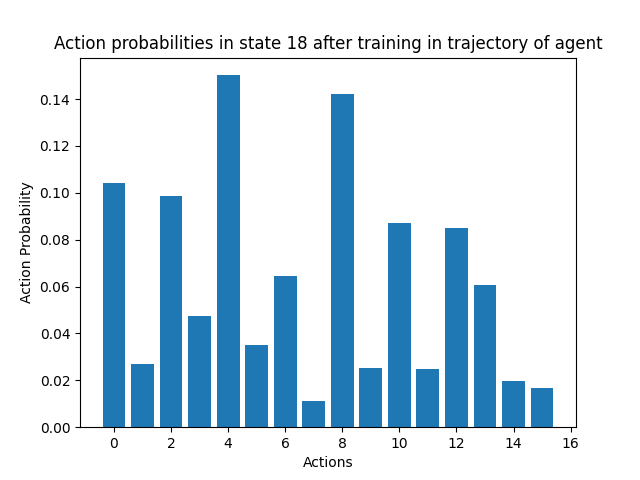 Action probabilities in state 18 after training in trajectory of agent
0.14
0.12
0.10
0.08
0.06
0.04
0.02
0.00
Action Probability
0 2 4 6 8 10 12 14 16
Actions